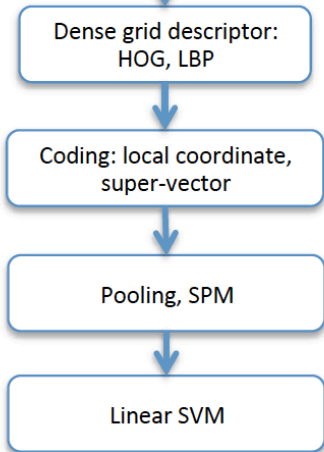 Dense grid descriptor:
HOG, LBP
Coding: local coordinate,
super-vector
Pooling, SPM
Linear SVM